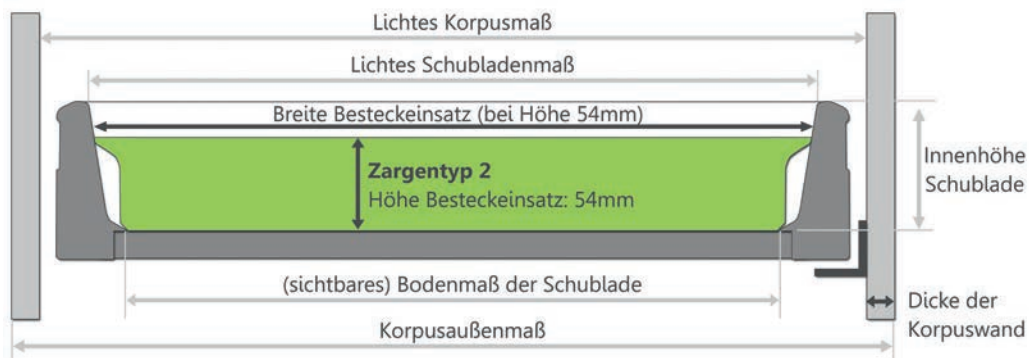 Lichtes Korpusmaß
Lichtes Schubladenmaß
Breite Besteckeinsatz (bei Höhe 54mm)
Zargentyp 2
Höhe Besteckeinsatz: 54mm
Innenhöhe
Schublade
(sichtbares) Bodenmaß der Schublade
Dicke der
Korpuswand
Korpusaußenmaß